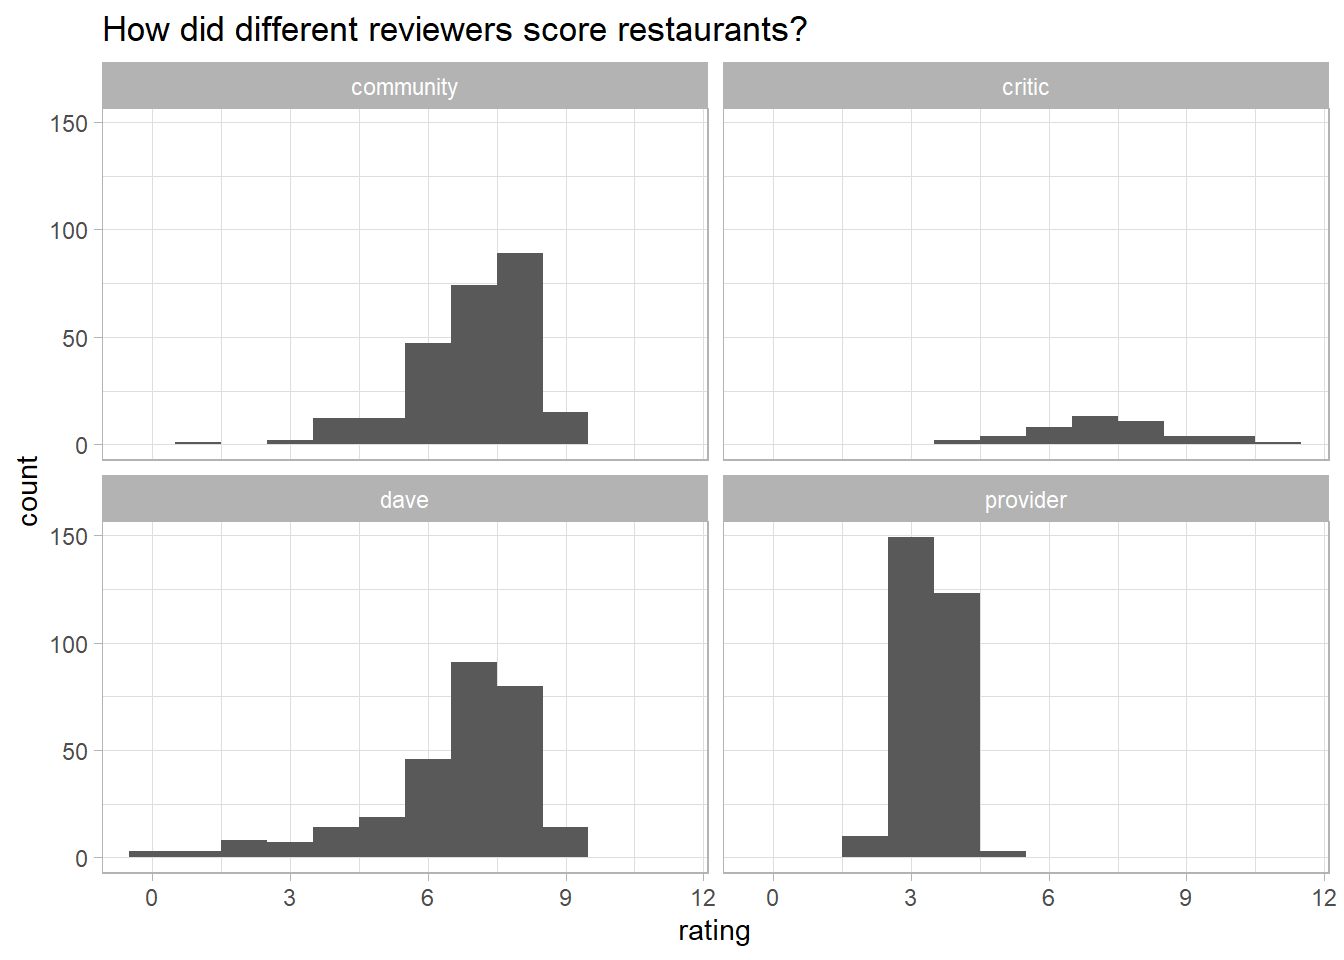 How did different reviewers score restaurants?
community
critic
150
100
50
0
count
dave
provider
150
100
50
0
0 3 6 9 12
0 3 6 9 12
rating